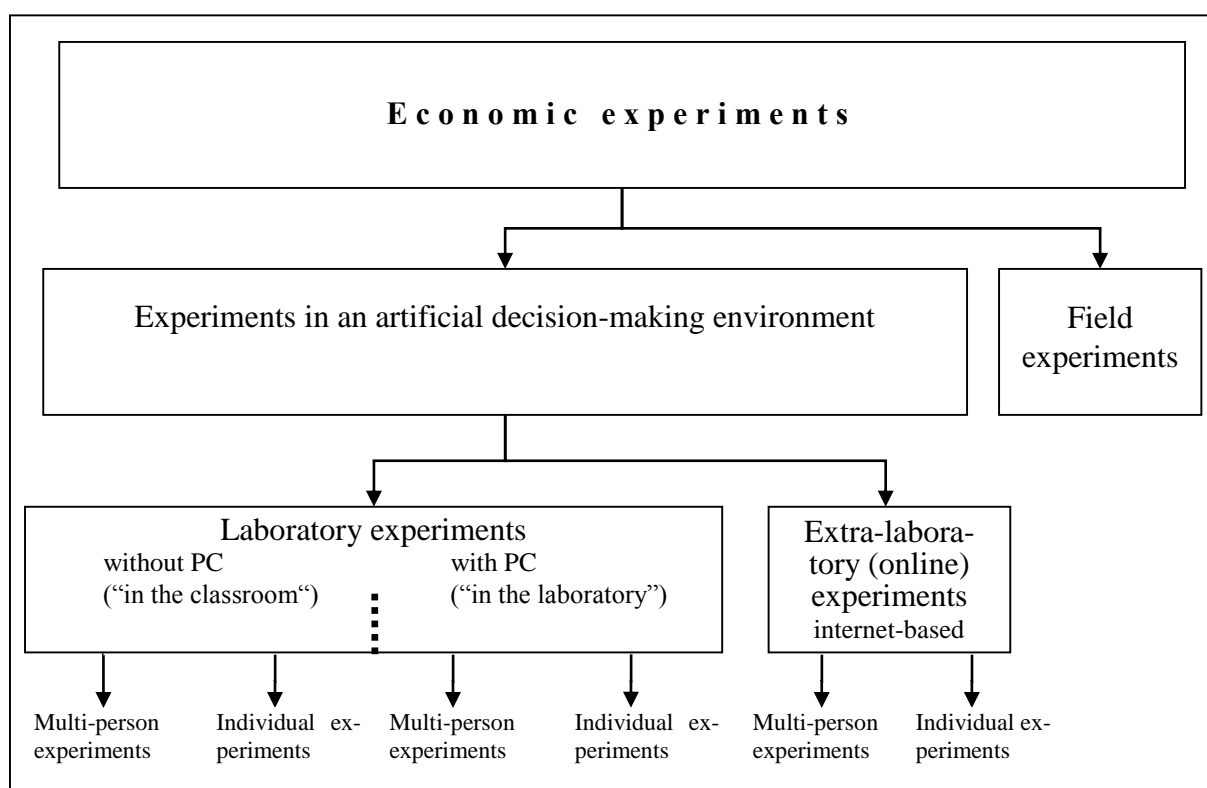 Economic experiments
Experiments in an artificial decision-making environment
Field
experiments
Laboratory experiments
without PC
(“in the classroom“)
with PC
(“in the laboratory”)
Extra-labora-
tory (online)
experiments
internet-based
Multi-person
experiments
Individual ex-
periments
Multi-person
experiments
Individual ex-
periments
Multi-person
experiments
Individual ex-
periments